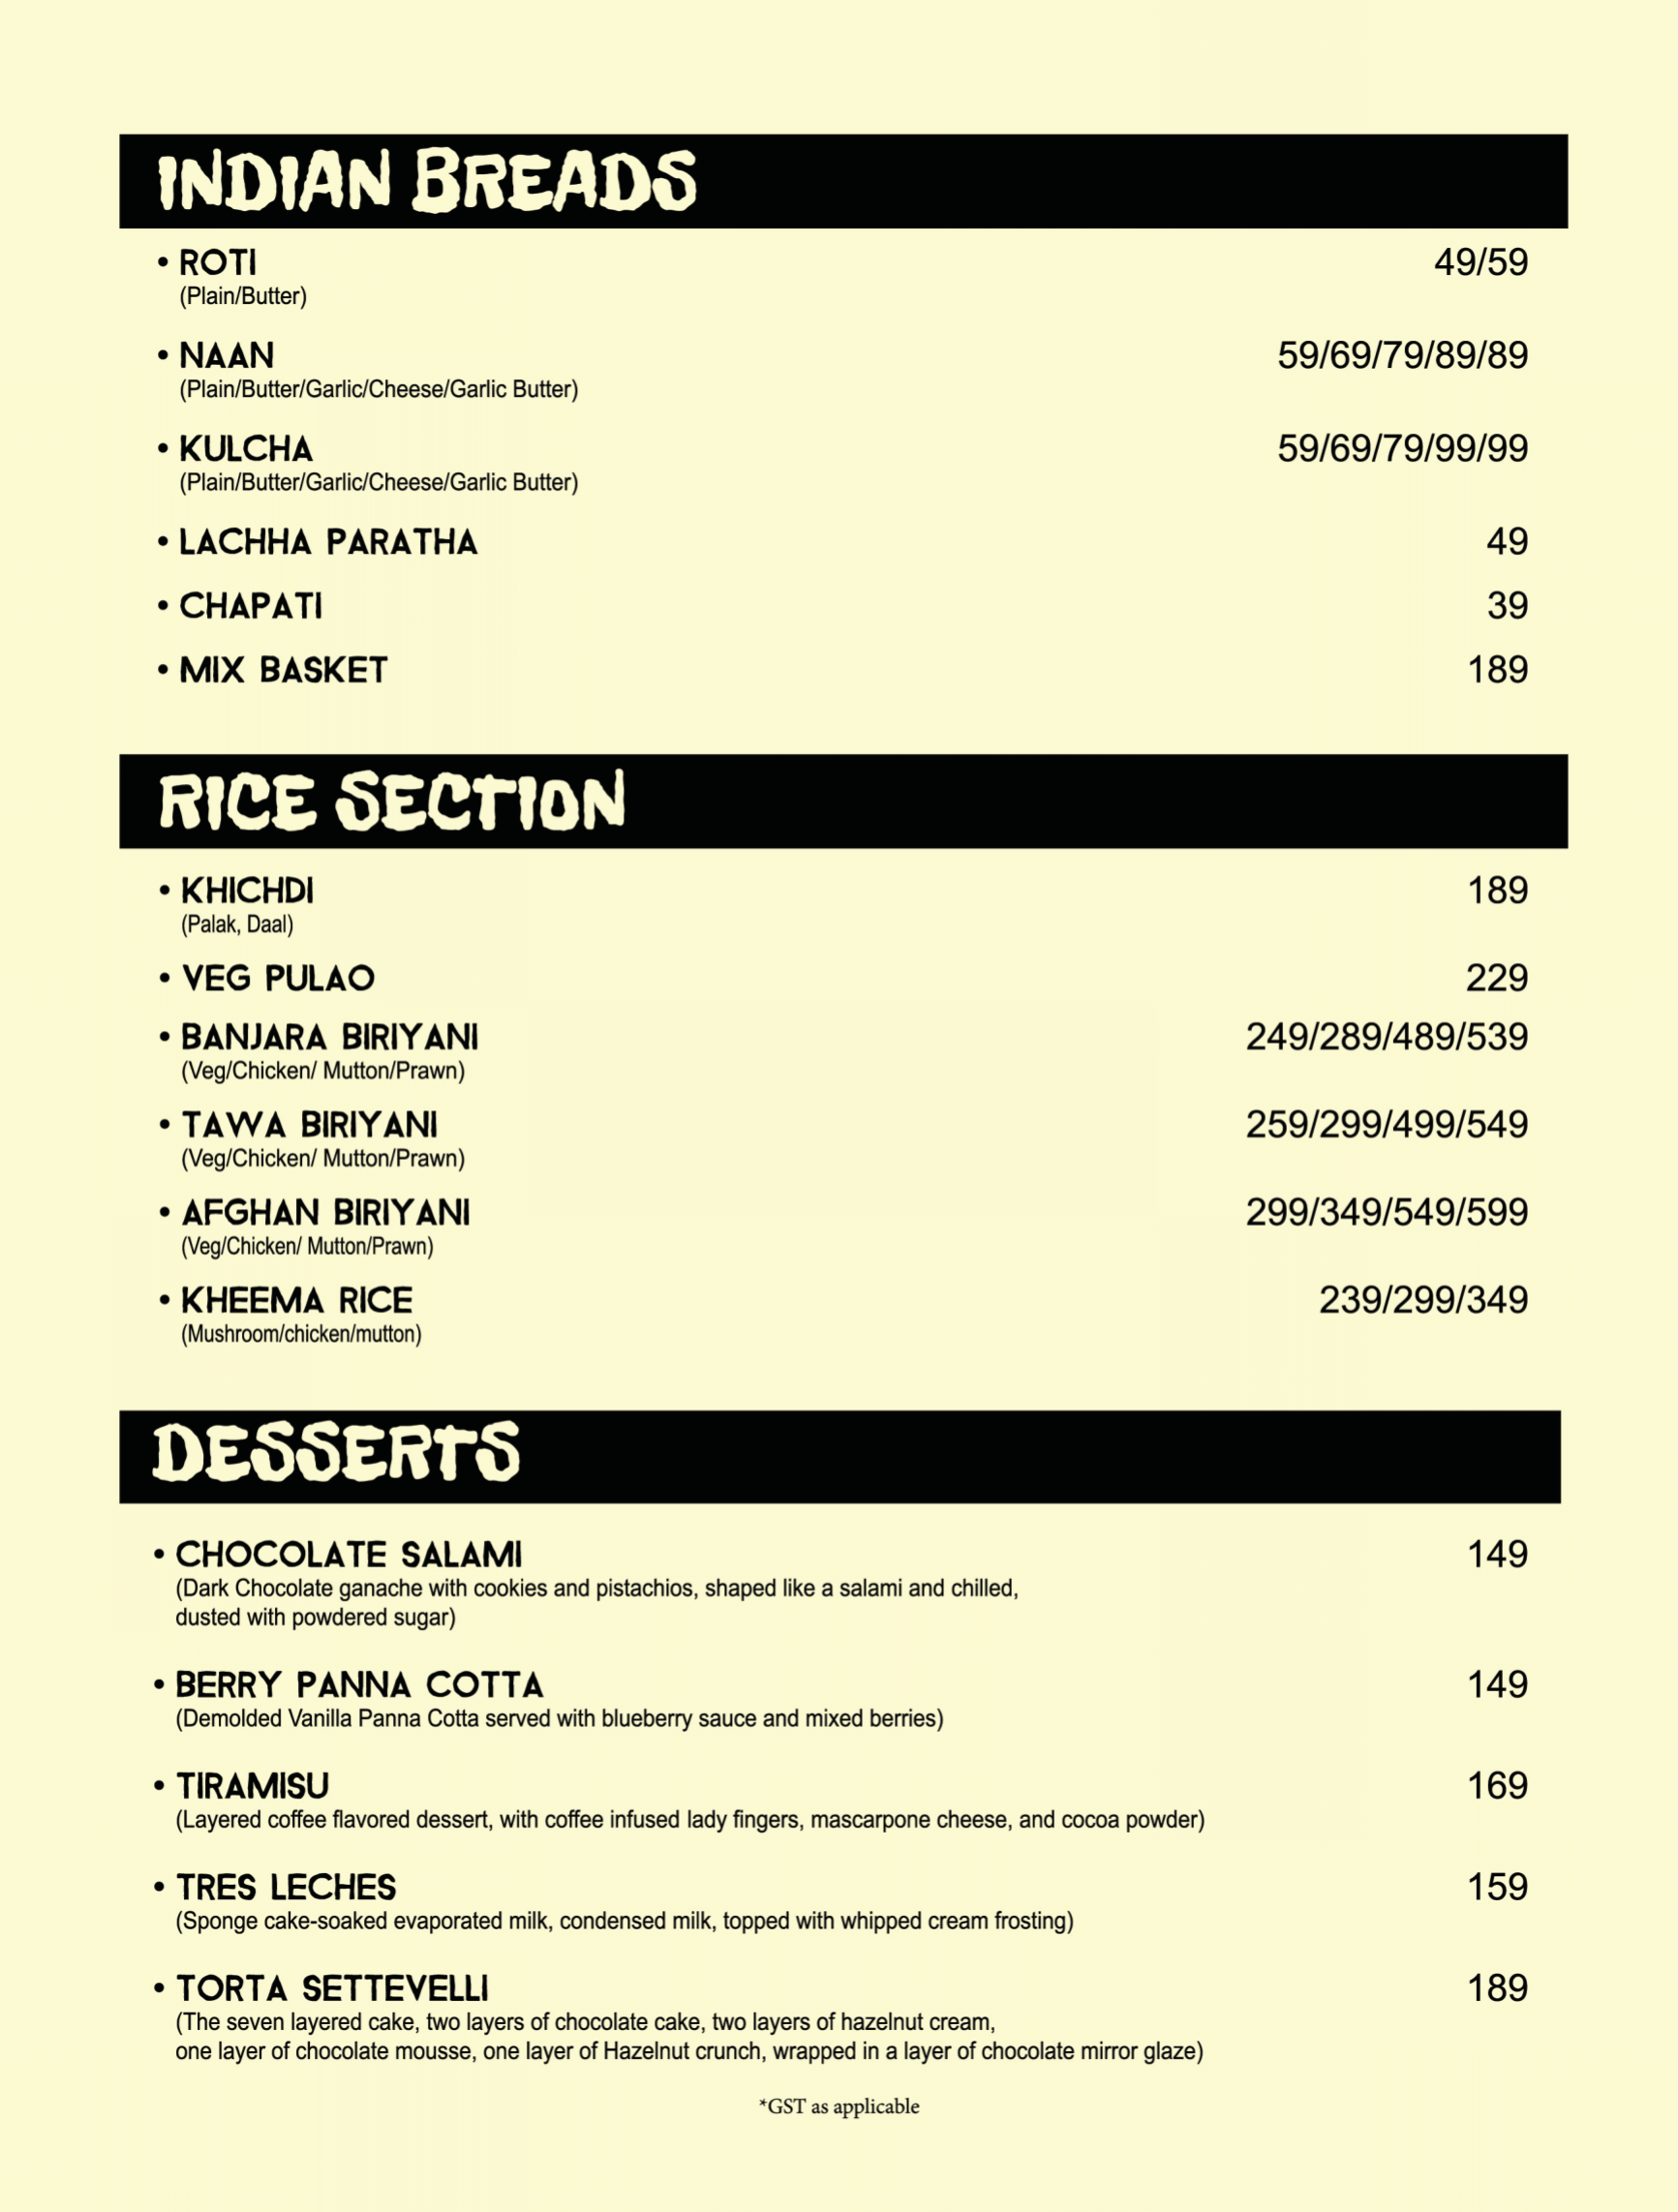 INDIAN BREADS
• ROTI 49/59
(Plain/Butter)
• NAAN 59/69/79/89/89
(Plain/Butter/Garlic/Cheese/Garlic Butter)
• KULCHA 59/69/79/99/99
(Plain/Butter/Garlic/Cheese/Garlic Butter)
• LACHHA PARATHA 49
• CHAPATI 39
• MIX BASKET 189
RICE SECTION
• KHICHDI 189
(Palak, Daal)
• VEG PULAO 229
• BANJARA BIRIYANI 249/289/489/539
(Veg/Chicken/ Mutton/Prawn)
• TAWA BIRIYANI 259/299/499/549
(Veg/Chicken/ Mutton/Prawn)
• AFGHAN BIRIYANI 299/349/549/599
(Veg/Chicken/ Mutton/Prawn)
• KHEEMA RICE 239/299/349
(Mushroom/chicken/mutton)
DESSERTS
• CHOCOLATE SALAMI 149
(Dark Chocolate ganache with cookies and pistachios, shaped like a salami and chilled,
dusted with powdered sugar)
• BERRY PANNA COTTA 149
(Demolded Vanilla Panna Cotta served with blueberry sauce and mixed berries)
• TIRAMISU 169
(Layered coffee flavored dessert, with coffee infused lady fingers, mascarpone cheese, and cocoa powder)
• TRES LECHES 159
(Sponge cake-soaked evaporated milk, condensed milk, topped with whipped cream frosting)
• TORTA SETTEVELLI 189
(The seven layered cake, two layers of chocolate cake, two layers of hazelnut cream,
one layer of chocolate mousse, one layer of Hazelnut crunch, wrapped in a layer of chocolate mirror glaze)
*GST as applicable